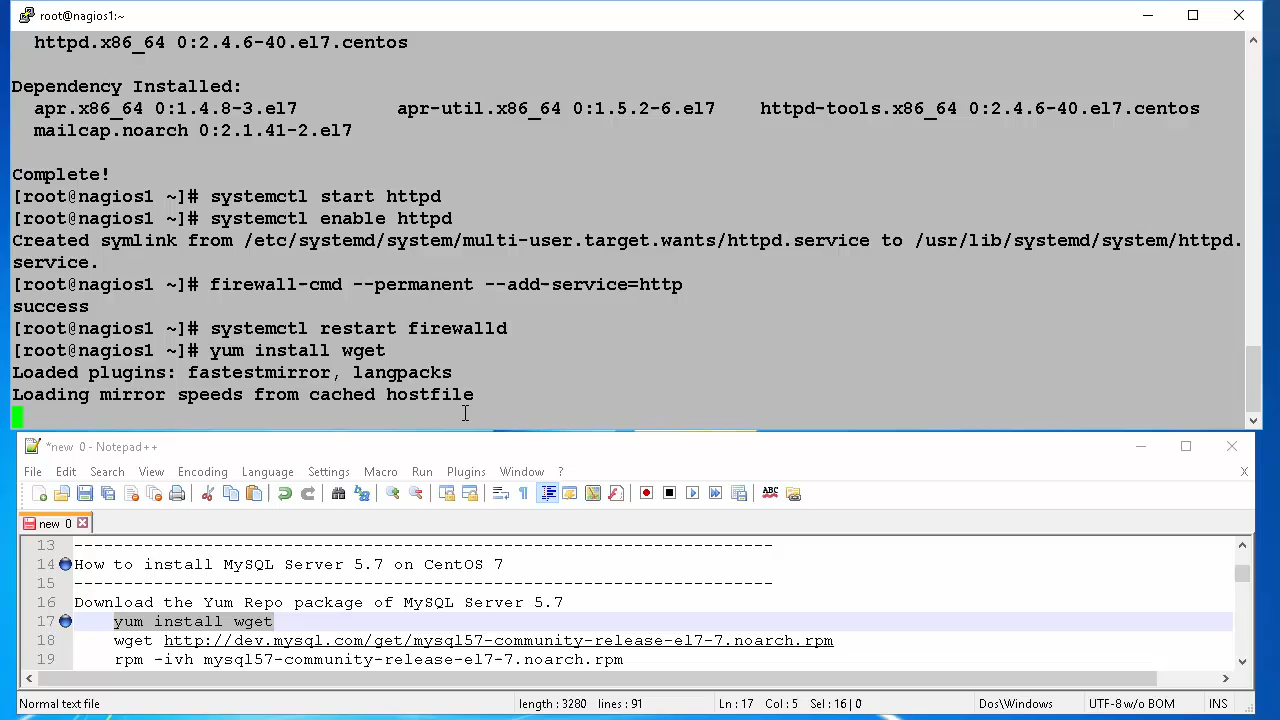 root@nagios1:~
httpd.x86_64 0:2.4.6-40.el7.centos
Dependency Installed:
apr.x86_64 0:1.4.8-3.el7 apr-util.x86_64 0:1.5.2-6.el7 httpd-tools.x86_64 0:2.4.6-40.el7.centos
mailcap.noarch 0:2.1.41-2.el7
Complete!
[root@nagios1 ~]# systemctl start httpd
[root@nagios1 ~]# systemctl enable httpd
Created symlink from /etc/systemd/system/multi-user.target.wants/httpd.service to /usr/lib/systemd/system/httpd.
service.
[root@nagios1 ~]# firewall-cmd --permanent --add-service=http
success
[root@nagios1 ~]# systemctl restart firewalld
[root@nagios1 ~]# yum install wget
Loaded plugins: fastestmirror, langpacks
Loading mirror speeds from cached hostfile
*new 0 - Notepad++
File Edit Search View Encoding Language Settings Macro Run Plugins Window ? X
new 0
13 ----------------------------------------------------------------------
14 How to install MySQL Server 5.7 on CentOS 7
15 ----------------------------------------------------------------------
16 Download the Yum Repo package of MySQL Server 5.7
17 yum install wget
18 wget http://dev.mysql.com/get/mysql57-community-release-el7-7.noarch.rpm
19 rpm -ivh mysql57-community-release-el7-7.noarch.rpm
Normal text file length : 3280 lines : 91 Ln : 17 Col : 5 Sel : 16 | 0 Dos\Windows UTF-8 w/o BOM INS